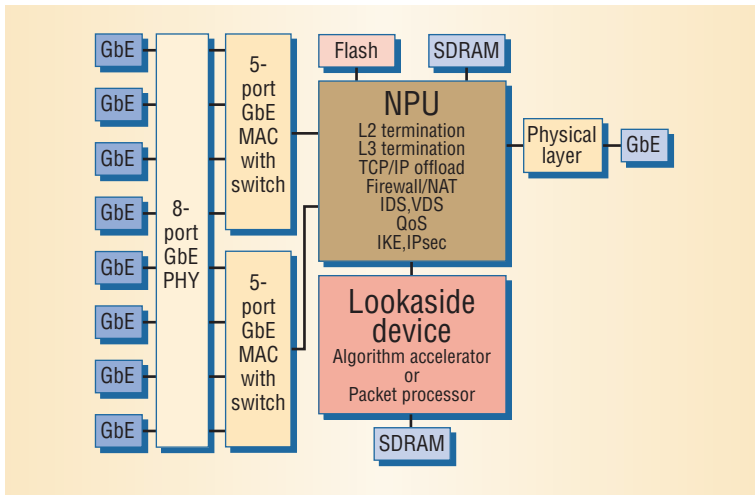 GbE
GbE
GbE
GbE
GbE
GbE
GbE
GbE
8-
port
GbE
PHY
5-
port
GbE
MAC
with
switch
5-
port
GbE
MAC
with
switch
Flash
SDRAM
NPU
L2 termination
L3 termination
TCP/IP offload
Firewall/NAT
IDS,VDS
QoS
IKE,IPsec
Physical
layer
GbE
Lookaside
device
Algorithm accelerator
or
Packet processor
SDRAM